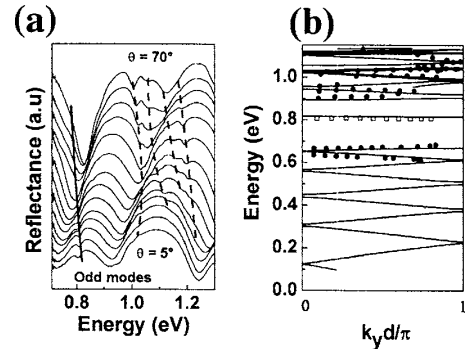 (a)
θ = 70°
Reflectance (a.u)
θ = 5°
Odd modes
0.8 1.0 1.2
Energy (eV)
(b)
Energy (eV)
1.0
0.8
0.6
0.4
0.2
0.0
0 1
kyd/π